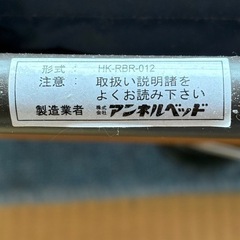 形式： HK-RBR-012
注意： 取扱い説明諸を
よくお読み下さい
製造業者 株式会社 アンネルベッド